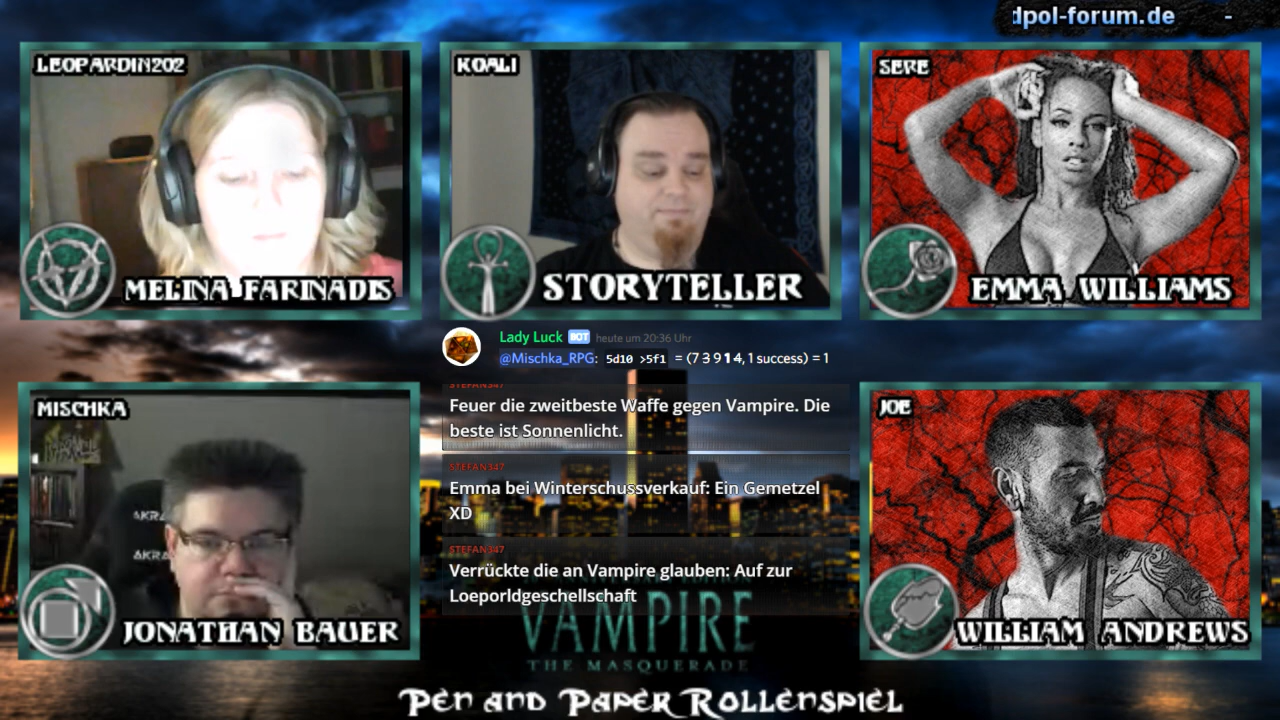 dpol-forum.de -
LEOPARDIN202
KOALI
SERE
MELINA FARINADIS
STORYTELLER
EMMA WILLIAMS
Lady Luck BOT heute um 20:36 Uhr
@Mischka_RPG: 5d10 >5f1 = (7 3 9 1 4, 1 success) = 1
MISCHKA
JOE
STEFAN347
Feuer die zweitbeste Waffe gegen Vampire. Die
beste ist Sonnenlicht.
STEFAN347
Emma bei Winterschussverkauf: Ein Gemetzel
XD
STEFAN347
Verrückte die an Vampire glauben: Auf zur
Loeporldgeschellschaft
AKRA
AKRA
JONATHAN BAUER
WILLIAM ANDREWS
VAMPIRE
THE MASQUERADE
PEN AND PAPER ROLLENSPIEL